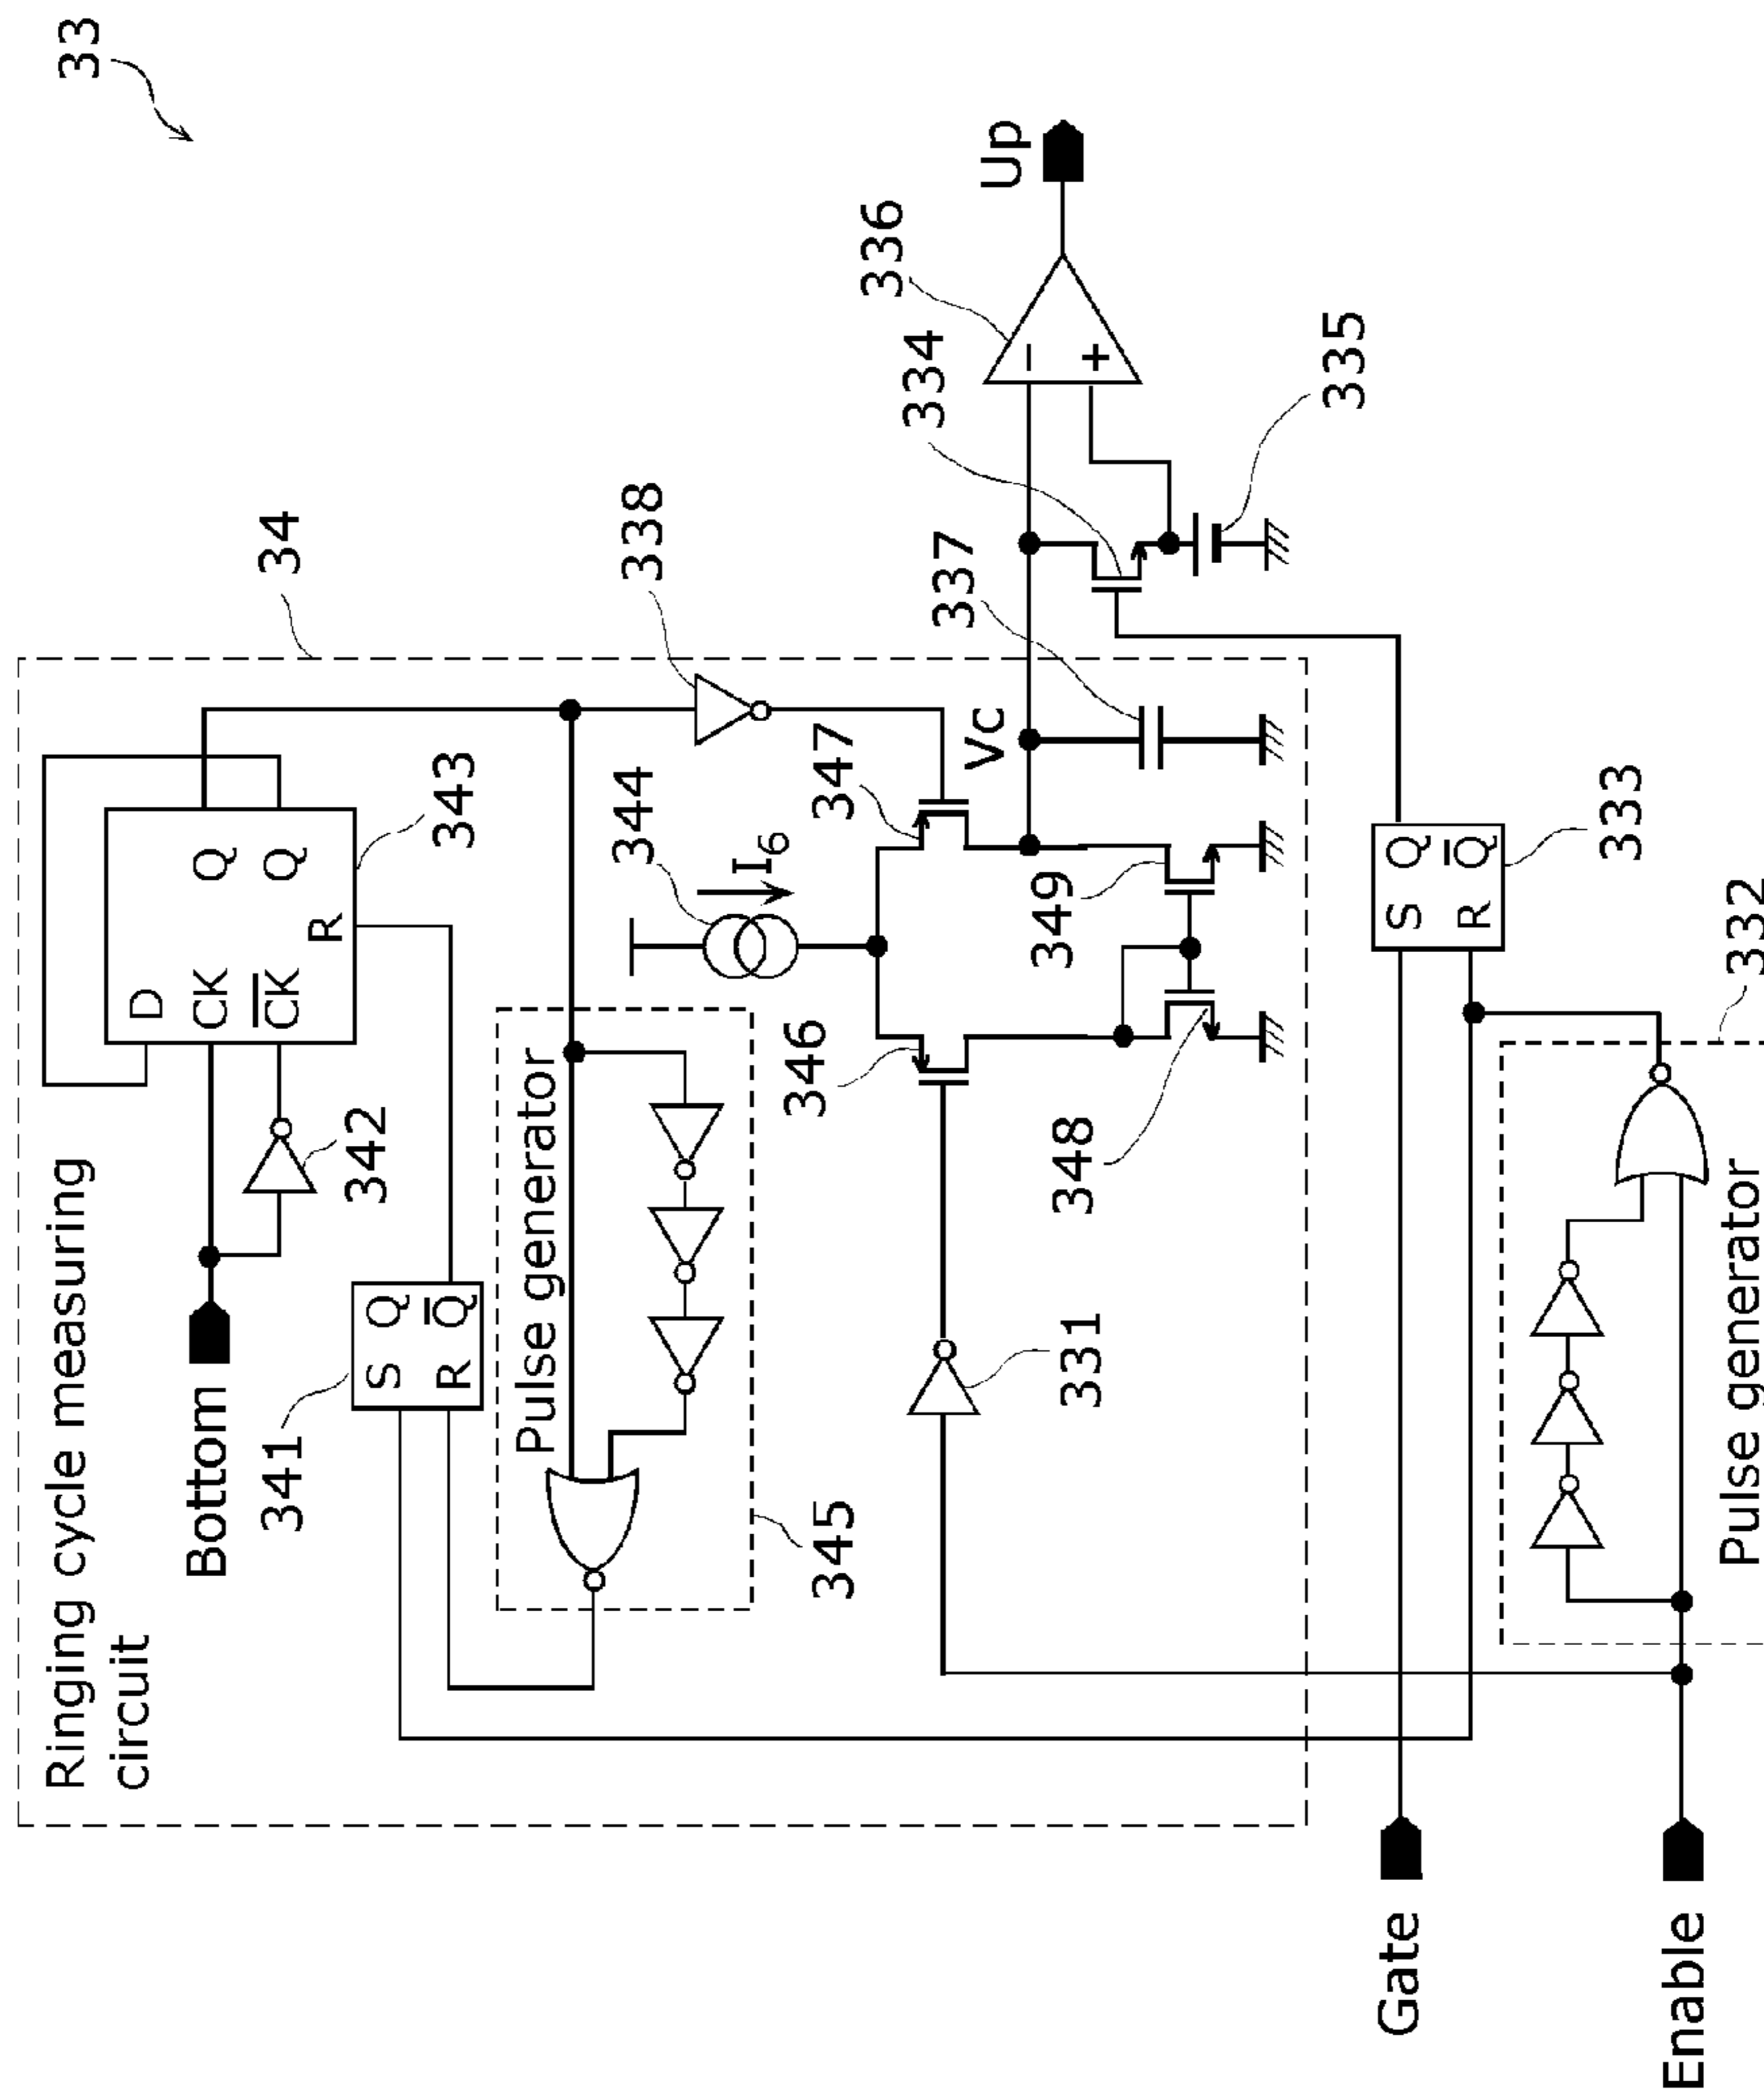 33
Ringing cycle measuring
circuit
34
Bottom
342
D
CK
CK
Q
Q
R
343
341
S Q
R Q
Pulse generator
345
344
I6
338
346
347
Vc
337
334
336
Up
−
+
335
331
348
349
Gate
S Q
R Q
333
332
Enable
Pulse generator